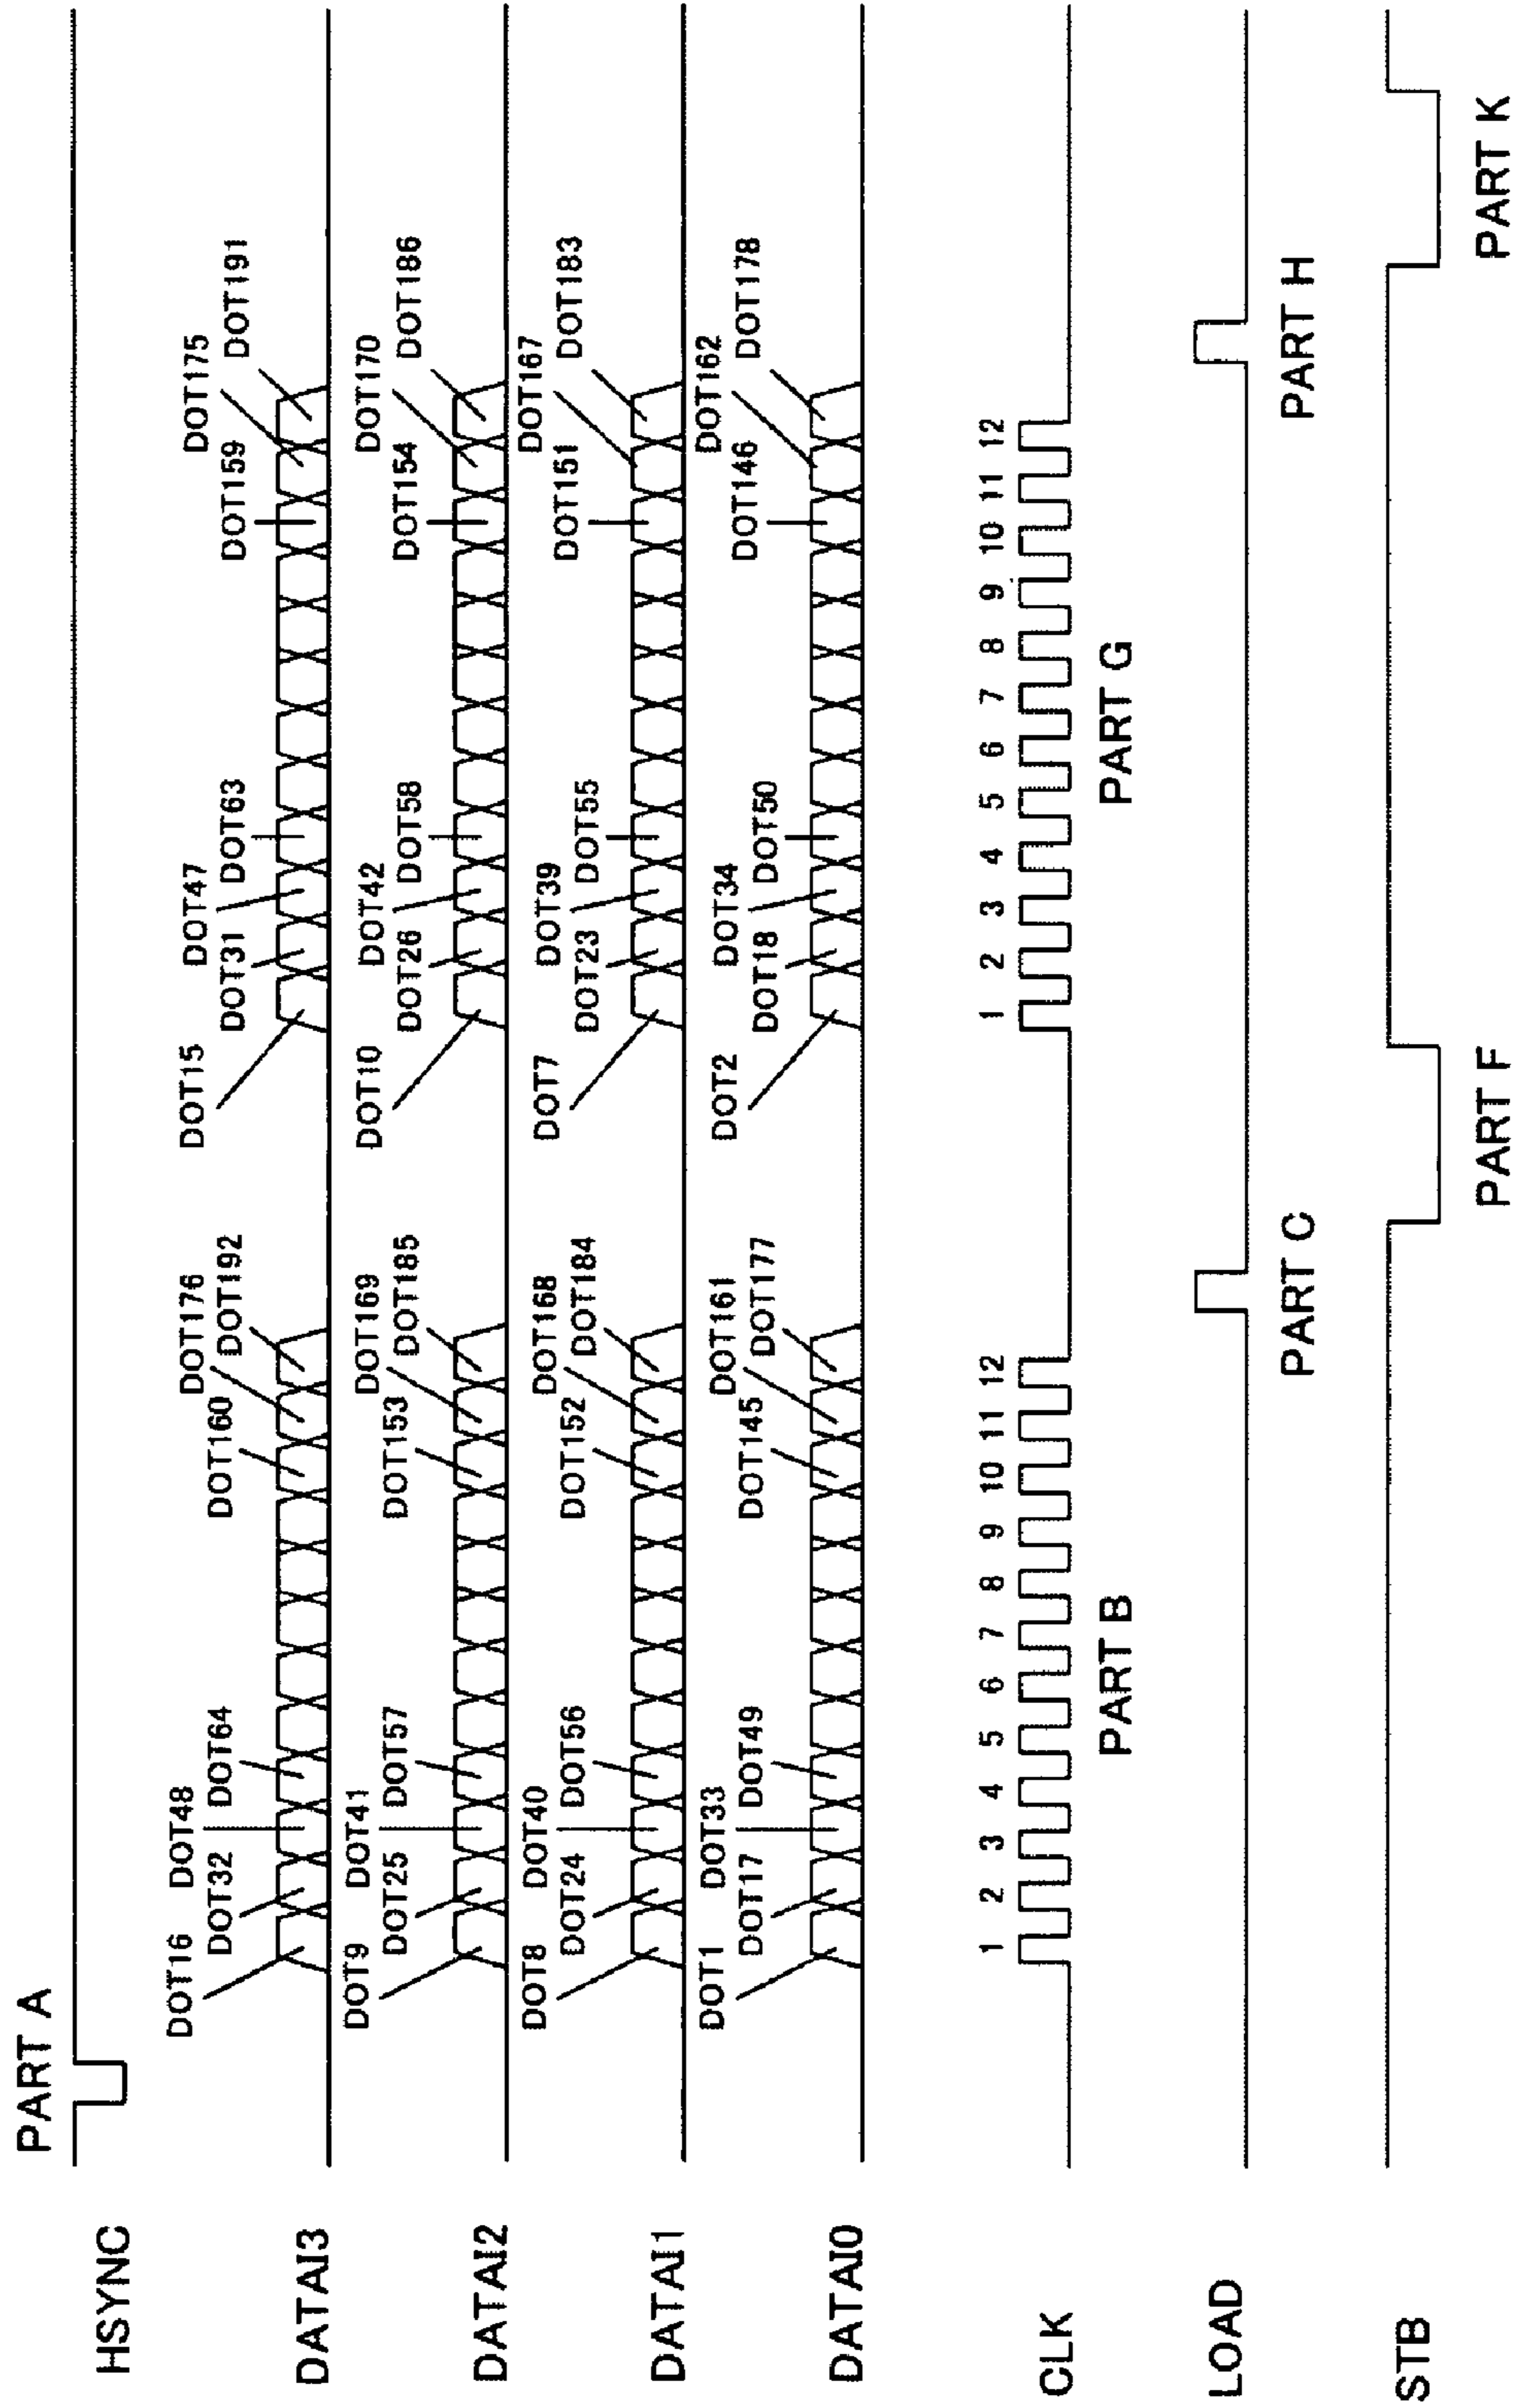 PART A
HSYNC
DOT16 DOT32 DOT48 DOT64 DOT160 DOT176 DOT192 DOT15 DOT31 DOT47 DOT63 DOT159 DOT175 DOT191
DATAI3
DOT9 DOT25 DOT41 DOT57 DOT153 DOT169 DOT185 DOT10 DOT26 DOT42 DOT58 DOT154 DOT170 DOT186
DATAI2
DOT8 DOT24 DOT40 DOT56 DOT152 DOT168 DOT184 DOT7 DOT23 DOT39 DOT55 DOT151 DOT167 DOT183
DATAI1
DOT1 DOT17 DOT33 DOT49 DOT145 DOT161 DOT177 DOT2 DOT18 DOT34 DOT50 DOT146 DOT162 DOT178
DATAI0
1 2 3 4 5 6 7 8 9 10 11 12 1 2 3 4 5 6 7 8 9 10 11 12
CLK
PART B PART G
LOAD
PART C PART H
STB
PART F PART K